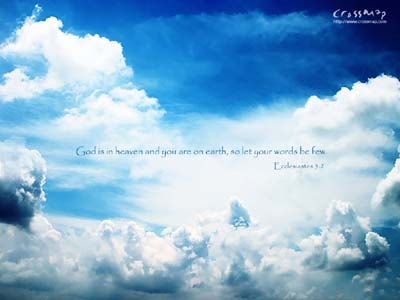 crossmap
http://www.crossmap.com
God is in heaven and you are on earth, so let your words be few.
Ecclesiastes 5:2